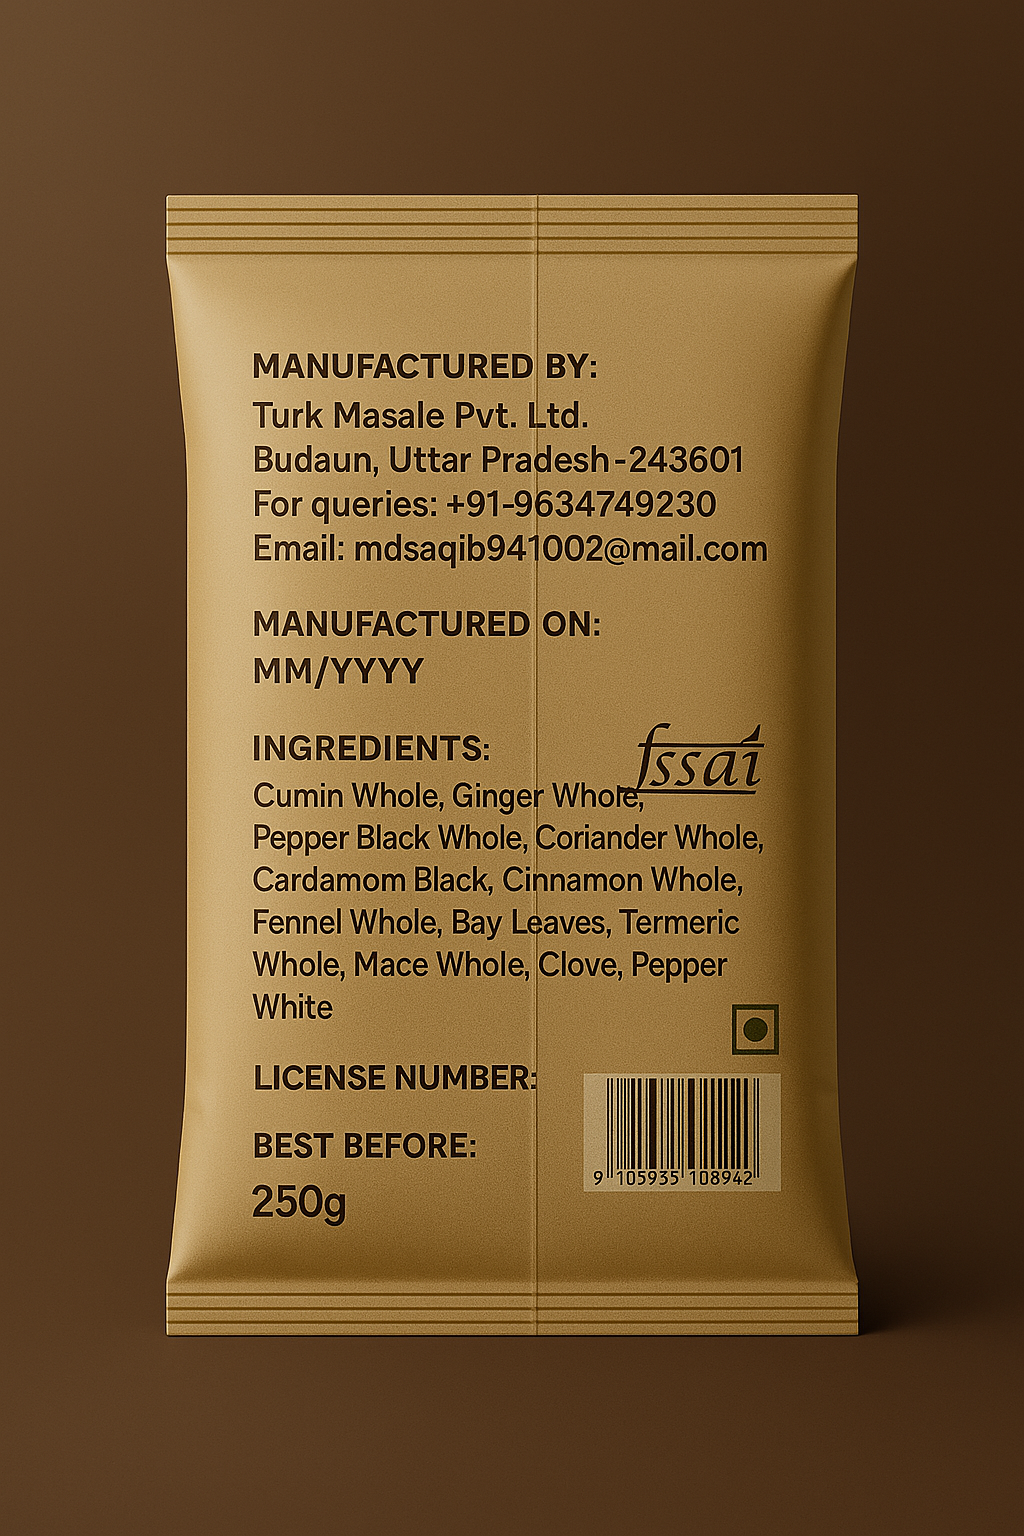 MANUFACTURED BY:
Turk Masale Pvt. Ltd.
Budaun, Uttar Pradesh-243601
For queries: +91-9634749230
Email: mdsaqib941002@mail.com
MANUFACTURED ON:
MM/YYYY
INGREDIENTS:
fssai
Cumin Whole, Ginger Whole,
Pepper Black Whole, Coriander Whole,
Cardamom Black, Cinnamon Whole,
Fennel Whole, Bay Leaves, Termeric
Whole, Mace Whole, Clove, Pepper
White
LICENSE NUMBER:
BEST BEFORE:
250g
9 105935 108942